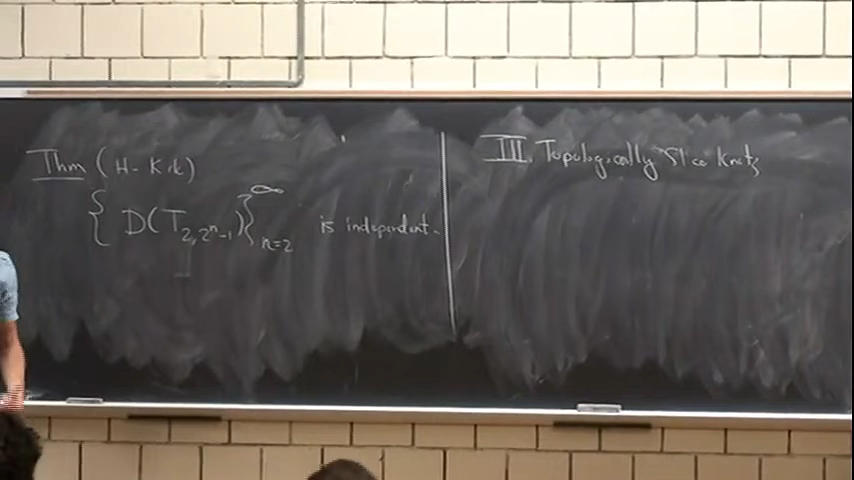 Thm (H-Kirk)
{ D(T_{2,2^n-1}) }_{n=2}^∞ is independent.
III. Topologically Slice Knots